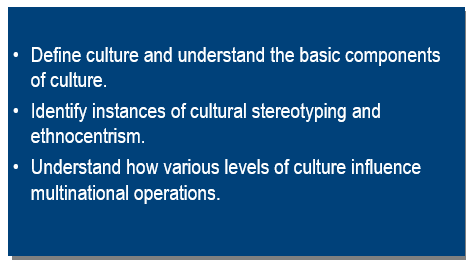 • Define culture and understand the basic components
of culture.
• Identify instances of cultural stereotyping and
ethnocentrism.
• Understand how various levels of culture influence
multinational operations.